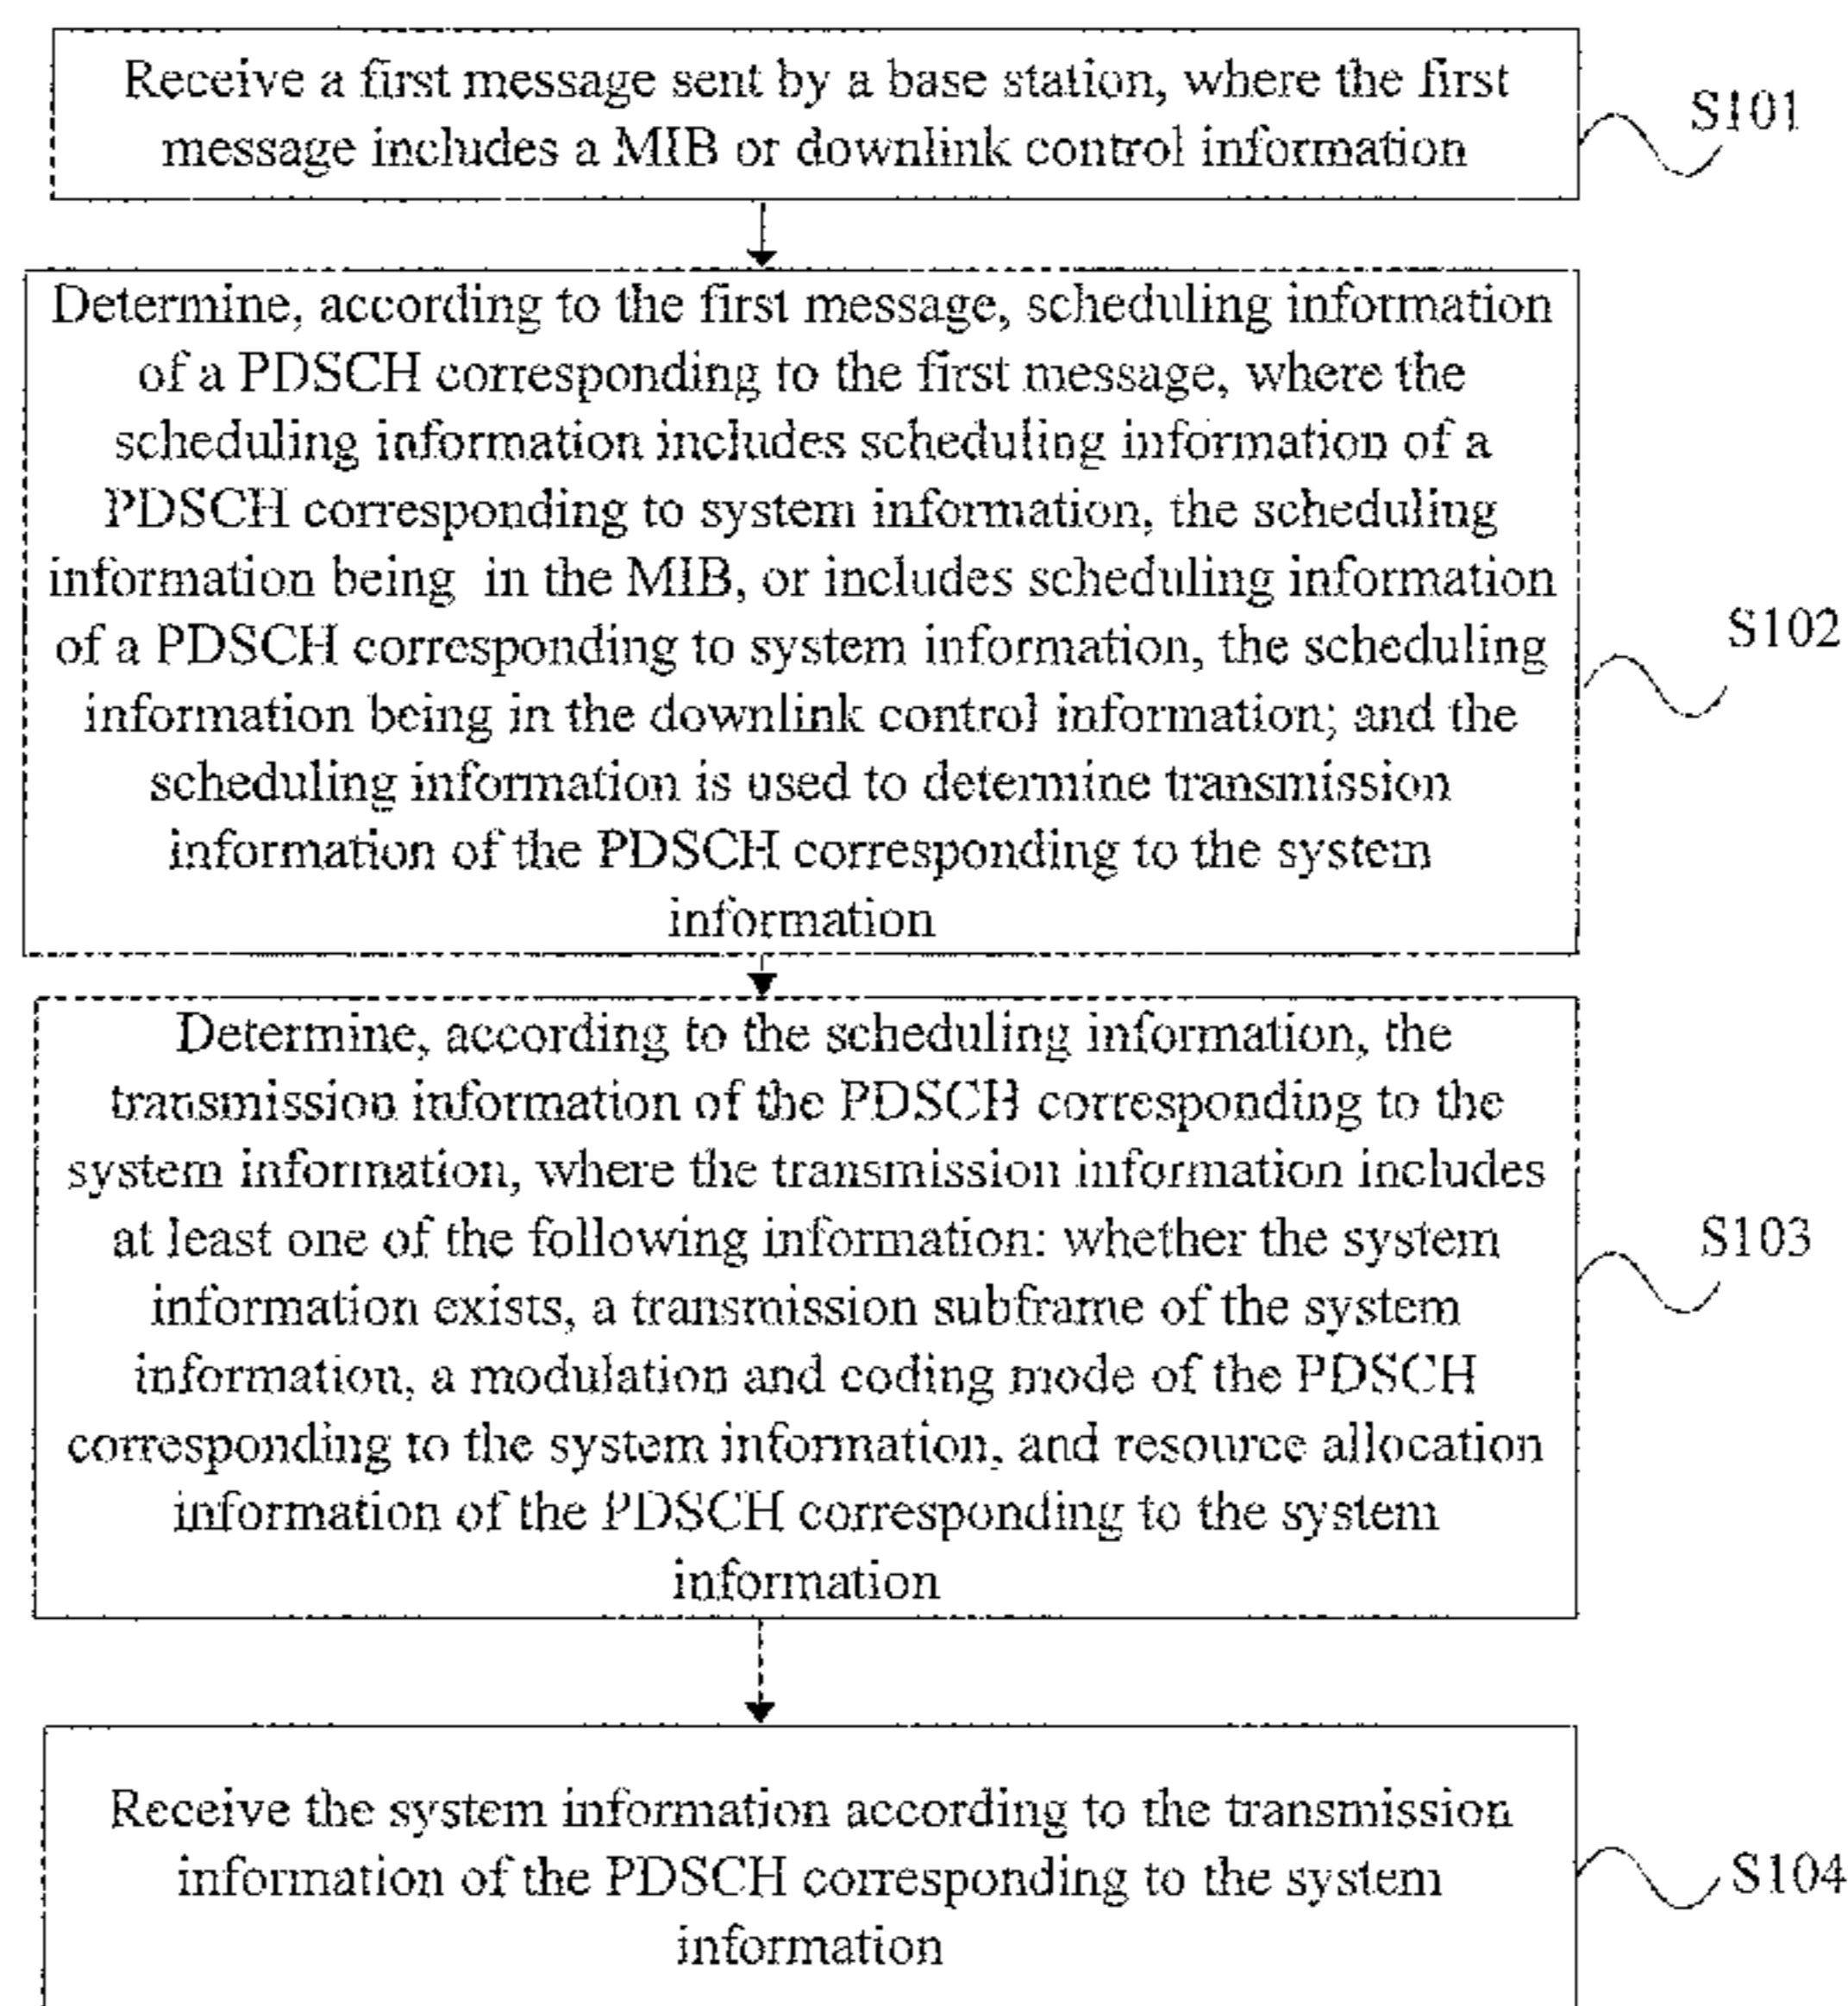 Receive a first message sent by a base station, where the first
message includes a MIB or downlink control information
S101
Determine, according to the first message, scheduling information
of a PDSCH corresponding to the first message, where the
scheduling information includes scheduling information of a
PDSCH corresponding to system information, the scheduling
information being in the MIB, or includes scheduling information
of a PDSCH corresponding to system information, the scheduling
information being in the downlink control information; and the
scheduling information is used to determine transmission
information of the PDSCH corresponding to the system
information
S102
Determine, according to the scheduling information, the
transmission information of the PDSCH corresponding to the
system information, where the transmission information includes
at least one of the following information: whether the system
information exists, a transmission subframe of the system
information, a modulation and coding mode of the PDSCH
corresponding to the system information, and resource allocation
information of the PDSCH corresponding to the system
information
S103
Receive the system information according to the transmission
information of the PDSCH corresponding to the system
information
S104